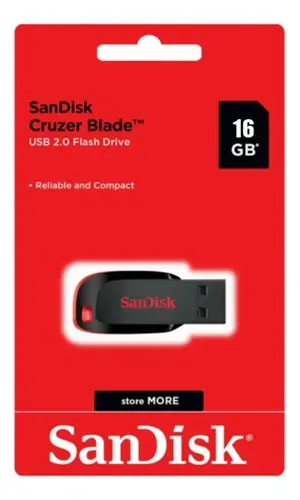 SanDisk
Cruzer Blade™
USB 2.0 Flash Drive
16
GB*
• Reliable and Compact
SanDisk
store MORE
SanDisk®